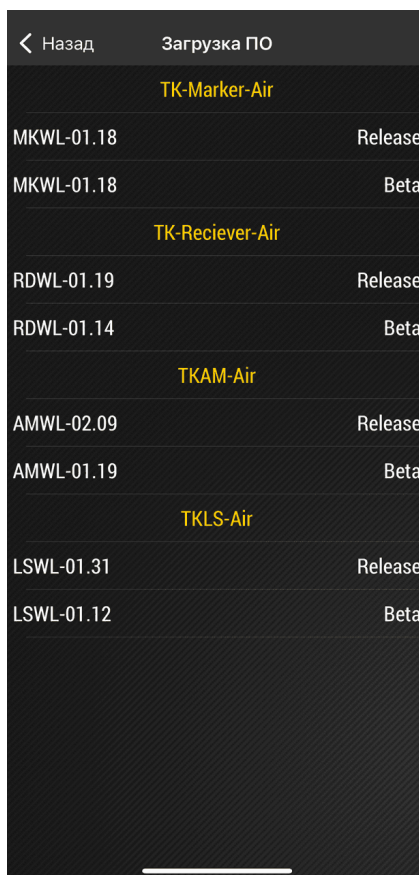 Назад Загрузка ПО
TK-Marker-Air
MKWL-01.18 Release
MKWL-01.18 Beta
TK-Reciever-Air
RDWL-01.19 Release
RDWL-01.14 Beta
TKAM-Air
AMWL-02.09 Release
AMWL-01.19 Beta
TKLS-Air
LSWL-01.31 Release
LSWL-01.12 Beta